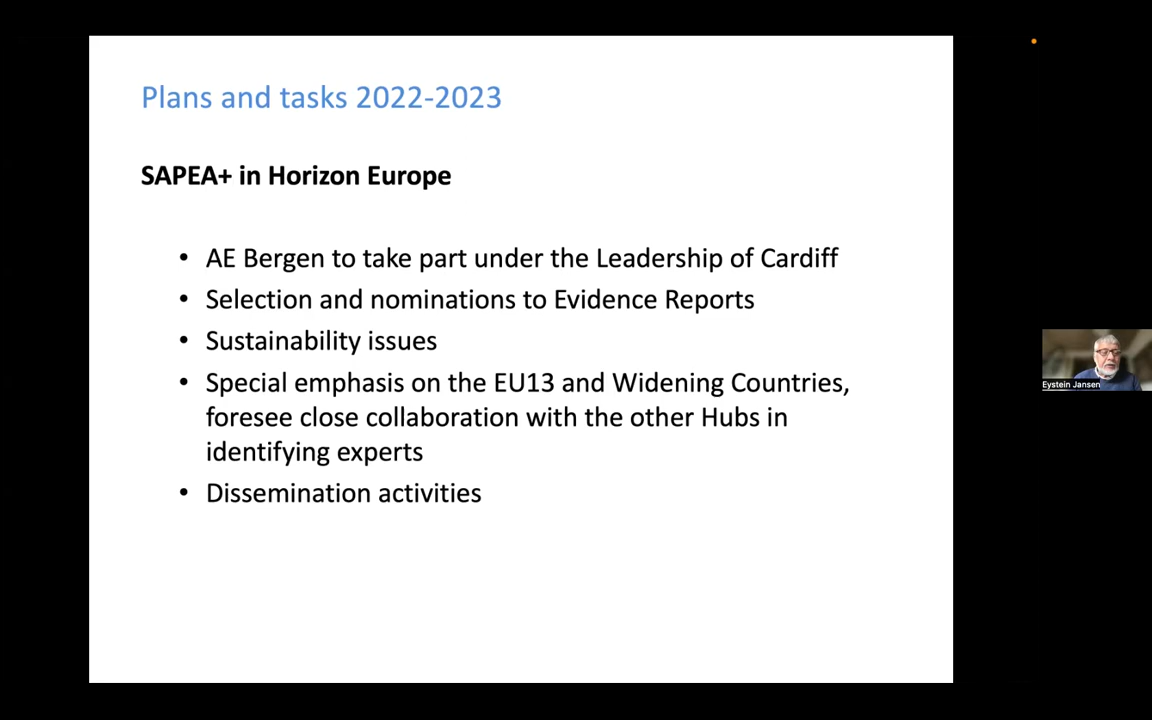 Plans and tasks 2022-2023
SAPEA+ in Horizon Europe
• AE Bergen to take part under the Leadership of Cardiff
• Selection and nominations to Evidence Reports
• Sustainability issues
• Special emphasis on the EU13 and Widening Countries,
foresee close collaboration with the other Hubs in
identifying experts
• Dissemination activities
Eystein Jansen